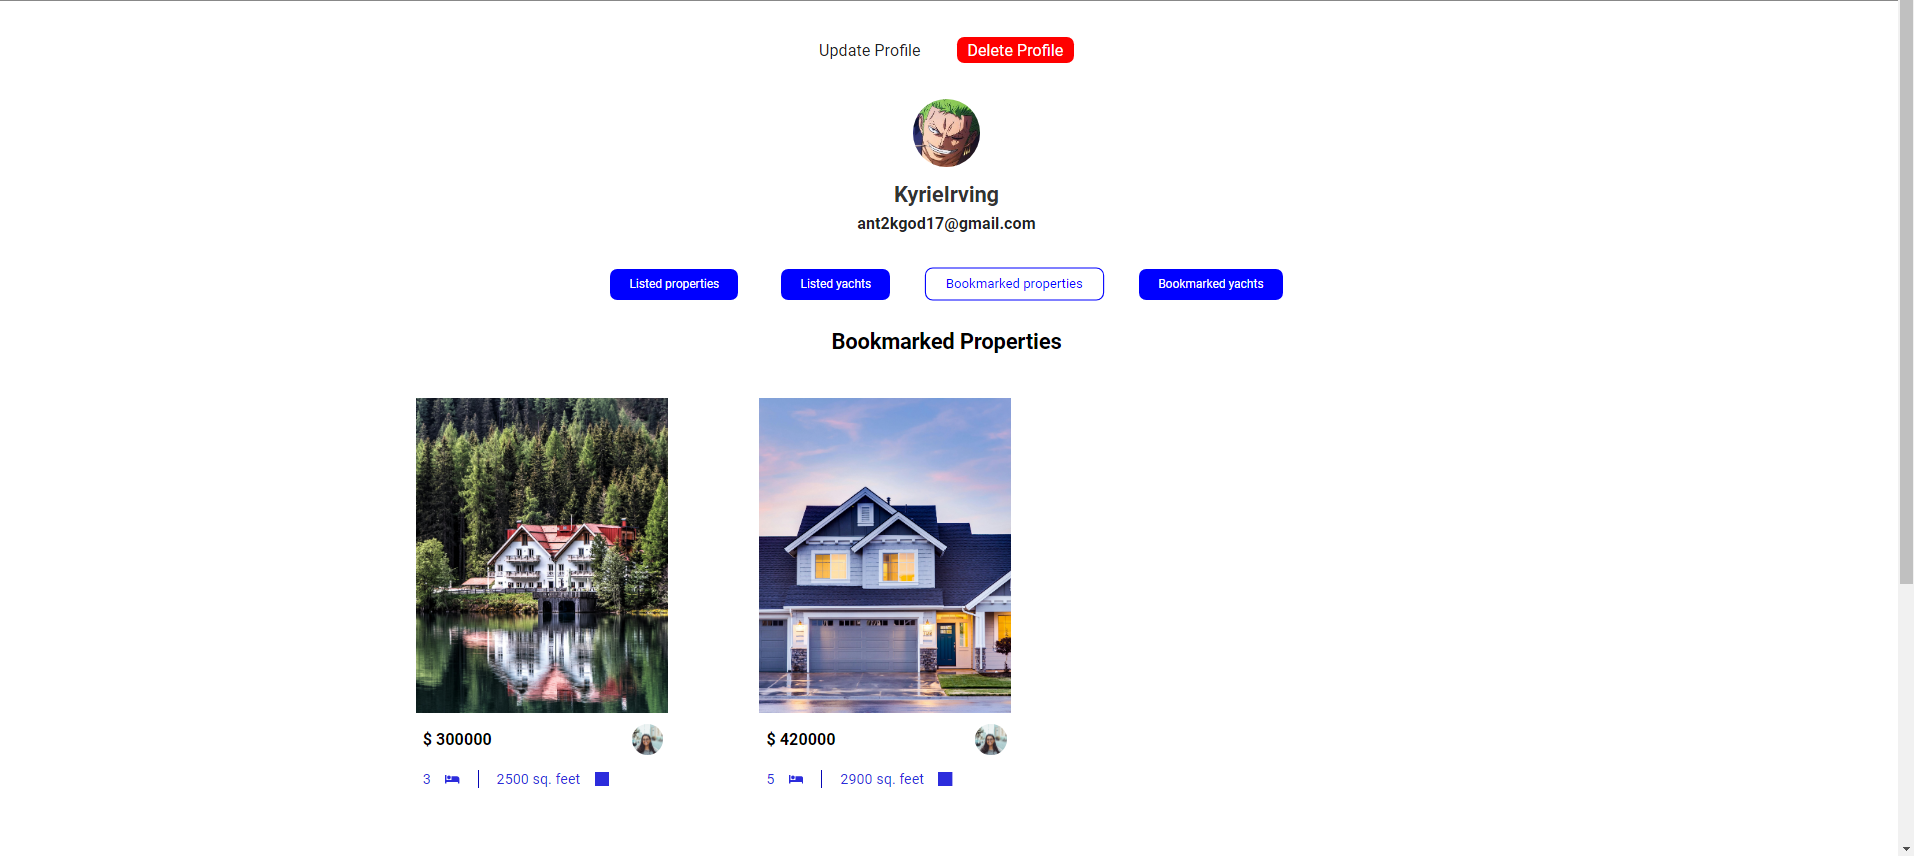 Update Profile Delete Profile
KyrieIrving
ant2kgod17@gmail.com
Listed properties Listed yachts Bookmarked properties Bookmarked yachts
Bookmarked Properties
$ 300000
3 2500 sq. feet
$ 420000
5 2900 sq. feet